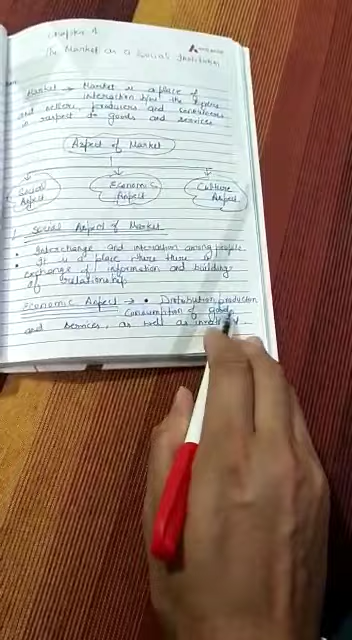 Chapter 4
The Market as a Social Institution
Market → Market is a place of
interaction b/w the buyers
and sellers, producers and consumers
in respect to goods and services
Aspect of Market
Social Aspect
Economic Aspect
Culture Aspect
1. Social Aspect of Market
• Interchange and interaction among people
• It is a place where there is
exchange of information and building
of relationship
Economic Aspect → • Distribution, production
Consumption of goods
and services, as well as